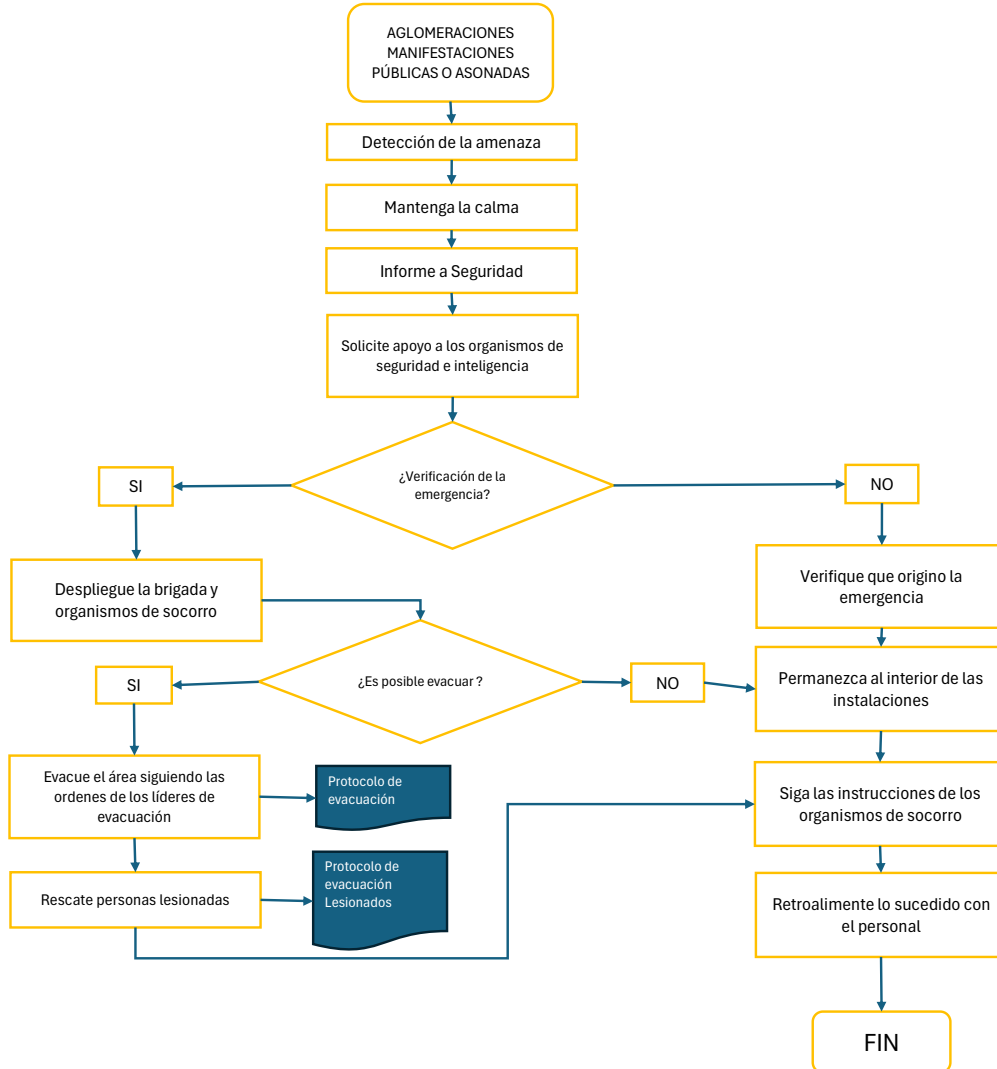 AGLOMERACIONES
MANIFESTACIONES
PÚBLICAS O ASONADAS
Detección de la amenaza
Mantenga la calma
Informe a Seguridad
Solicite apoyo a los organismos de
seguridad e inteligencia
¿Verificación de la
emergencia?
SI
NO
Despliegue la brigada y
organismos de socorro
Verifique que origino la
emergencia
¿Es posible evacuar ?
SI
NO
Permanezca al interior de las
instalaciones
Evacue el área siguiendo las
ordenes de los líderes de
evacuación
Protocolo de
evacuación
Siga las instrucciones de los
organismos de socorro
Rescate personas lesionadas
Protocolo de
evacuación
Lesionados
Retroalimente lo sucedido con
el personal
FIN